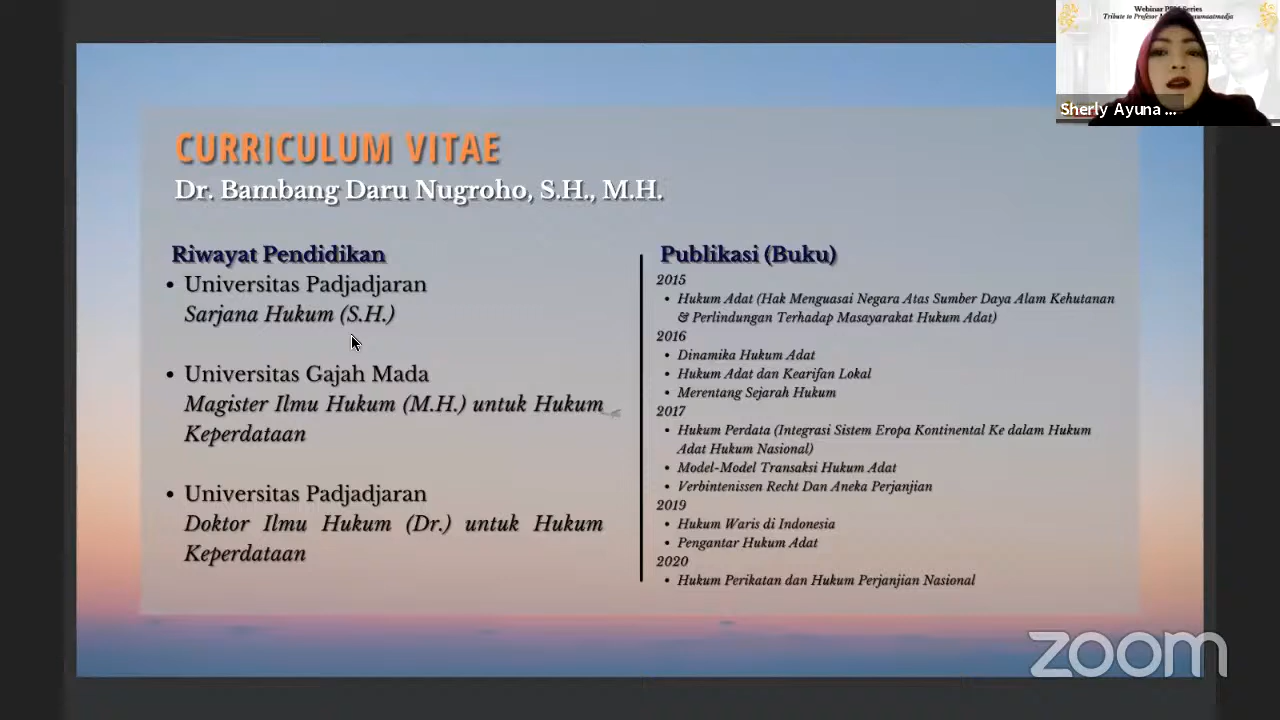 Webinar
Series
Tribute to Profesor
Sherly Ayuna ...
CURRICULUM VITAE
Dr. Bambang Daru Nugroho, S.H., M.H.
Riwayat Pendidikan
• Universitas Padjadjaran
Sarjana Hukum (S.H.)
• Universitas Gajah Mada
Magister Ilmu Hukum (M.H.) untuk Hukum
Keperdataan
• Universitas Padjadjaran
Doktor Ilmu Hukum (Dr.) untuk Hukum
Keperdataan
Publikasi (Buku)
2015
• Hukum Adat (Hak Menguasai Negara Atas Sumber Daya Alam Kehutanan
& Perlindungan Terhadap Masayarakat Hukum Adat)
2016
• Dinamika Hukum Adat
• Hukum Adat dan Kearifan Lokal
• Merentang Sejarah Hukum
2017
• Hukum Perdata (Integrasi Sistem Eropa Kontinental Ke dalam Hukum
Adat Hukum Nasional)
• Model-Model Transaksi Hukum Adat
• Verbintenissen Recht Dan Aneka Perjanjian
2019
• Hukum Waris di Indonesia
• Pengantar Hukum Adat
2020
• Hukum Perikatan dan Hukum Perjanjian Nasional
zoom